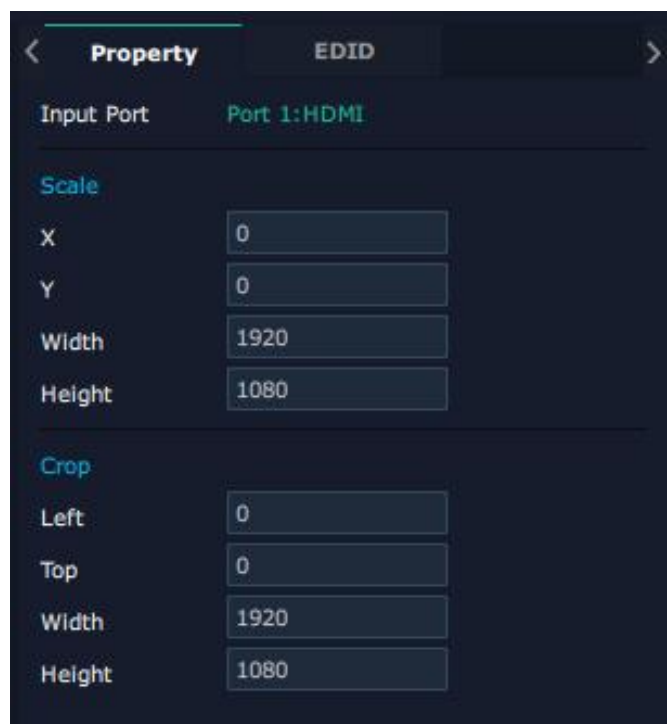 Property EDID
Input Port Port 1:HDMI
Scale
X 0
Y 0
Width 1920
Height 1080
Crop
Left 0
Top 0
Width 1920
Height 1080